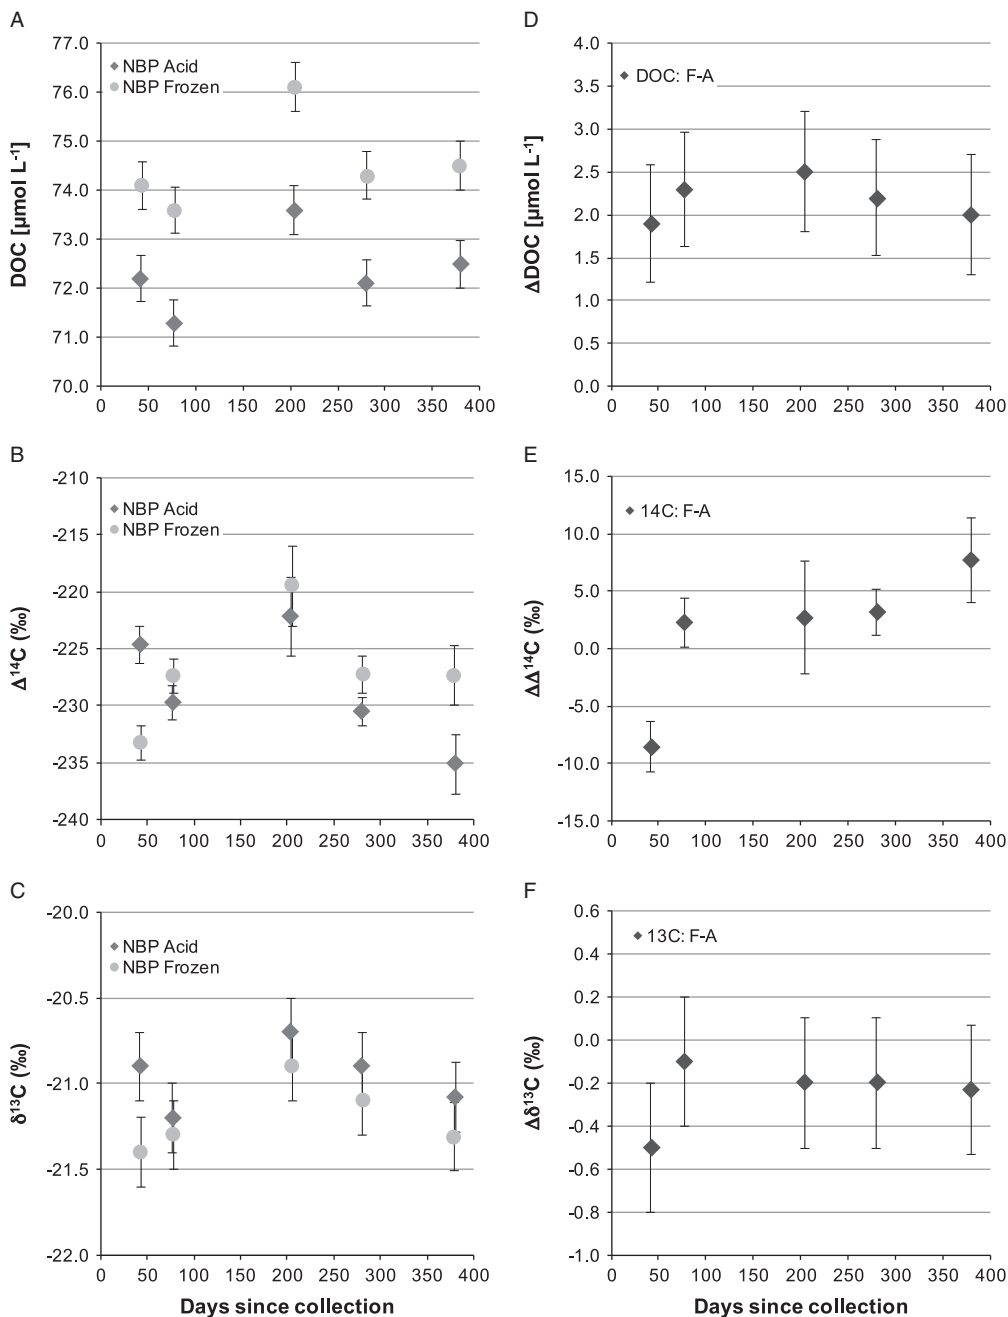 A
77.0
76.0
75.0
74.0
73.0
72.0
71.0
70.0
DOC [µmol L⁻¹]
NBP Acid
NBP Frozen
0 50 100 150 200 250 300 350 400
D
4.0
3.5
3.0
2.5
2.0
1.5
1.0
0.5
0.0
ΔDOC [µmol L⁻¹]
DOC: F-A
0 50 100 150 200 250 300 350 400
B
-210
-215
-220
-225
-230
-235
-240
Δ¹⁴C (‰)
NBP Acid
NBP Frozen
0 50 100 150 200 250 300 350 400
E
15.0
10.0
5.0
0.0
-5.0
-10.0
-15.0
ΔΔ¹⁴C (‰)
14C: F-A
0 50 100 150 200 250 300 350 400
C
-20.0
-20.5
-21.0
-21.5
-22.0
δ¹³C (‰)
NBP Acid
NBP Frozen
0 50 100 150 200 250 300 350 400
Days since collection
F
0.6
0.4
0.2
0.0
-0.2
-0.4
-0.6
-0.8
-1.0
Δδ¹³C (‰)
13C: F-A
0 50 100 150 200 250 300 350 400
Days since collection